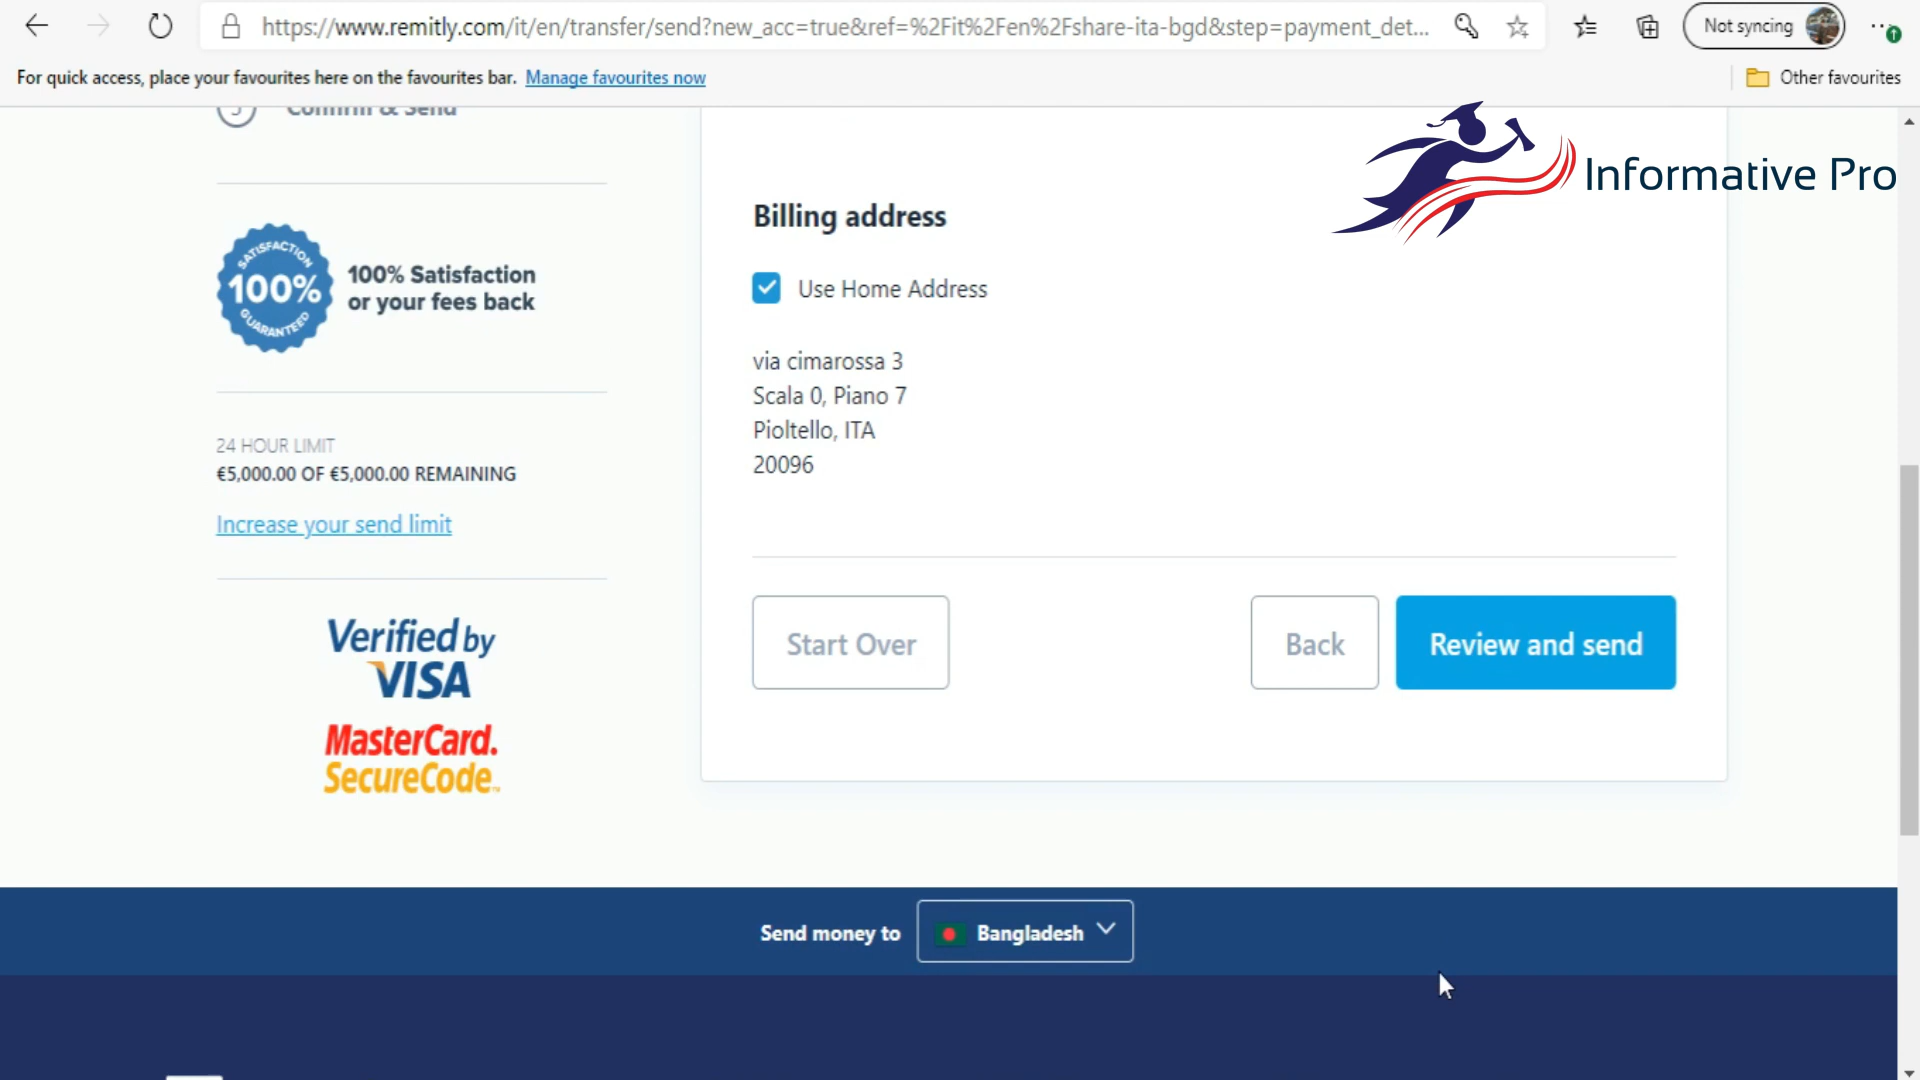 https://www.remitly.com/it/en/transfer/send?new_acc=true&ref=%2Fit%2Fen%2Fshare-ita-bgd&step=payment_det...
Not syncing
For quick access, place your favourites here on the favourites bar. Manage favourites now
Other favourites
Confirm & Send
Informative Pro
SATISFACTION
100%
GUARANTEED
100% Satisfaction
or your fees back
24 HOUR LIMIT
€5,000.00 OF €5,000.00 REMAINING
Increase your send limit
Verified by
VISA
MasterCard.
SecureCode™
Billing address
Use Home Address
via cimarossa 3
Scala 0, Piano 7
Pioltello, ITA
20096
Start Over
Back
Review and send
Send money to
Bangladesh